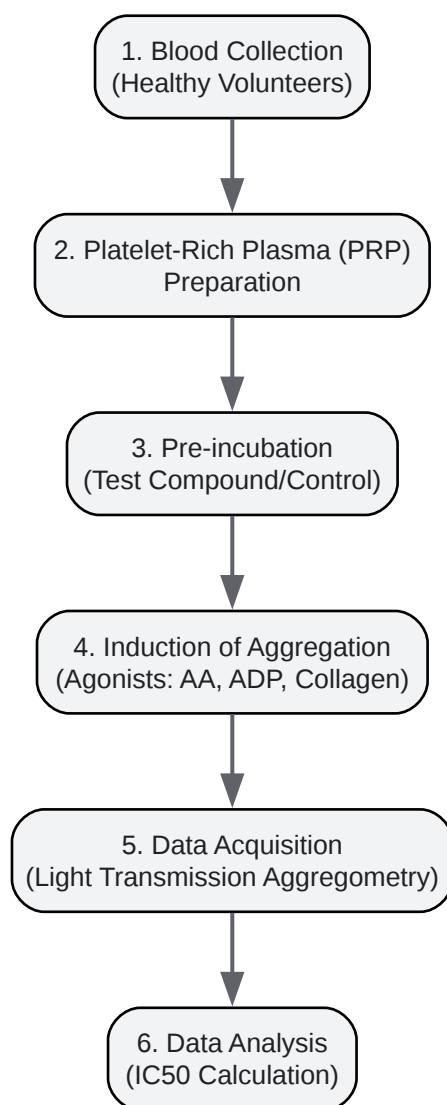 1. Blood Collection
(Healthy Volunteers)
2. Platelet-Rich Plasma (PRP)
Preparation
3. Pre-incubation
(Test Compound/Control)
4. Induction of Aggregation
(Agonists: AA, ADP, Collagen)
5. Data Acquisition
(Light Transmission Aggregometry)
6. Data Analysis
(IC50 Calculation)